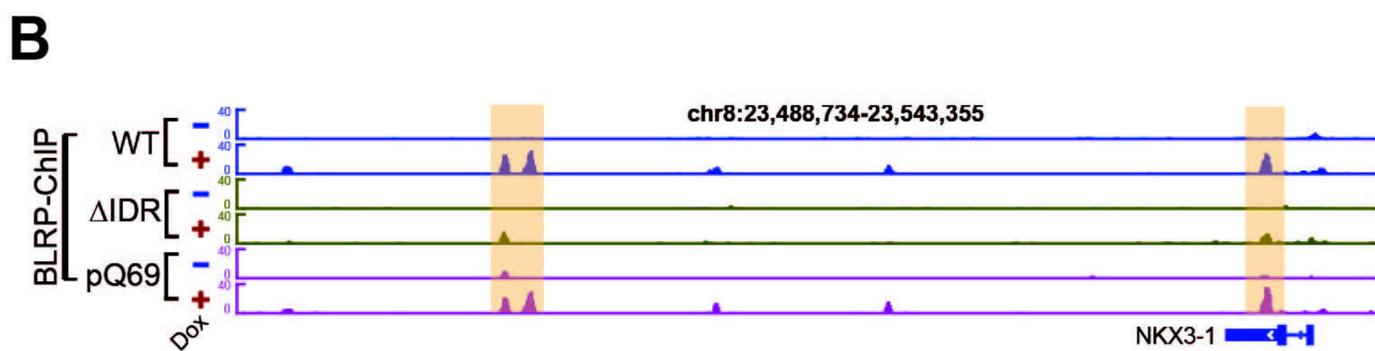 B
chr8:23,488,734-23,543,355
BLRP-ChIP
WT
ΔIDR
pQ69
- 40 0
+ 40 0
- 40 0
+ 40 0
- 40 0
+ 40 0
Dox
NKX3-1